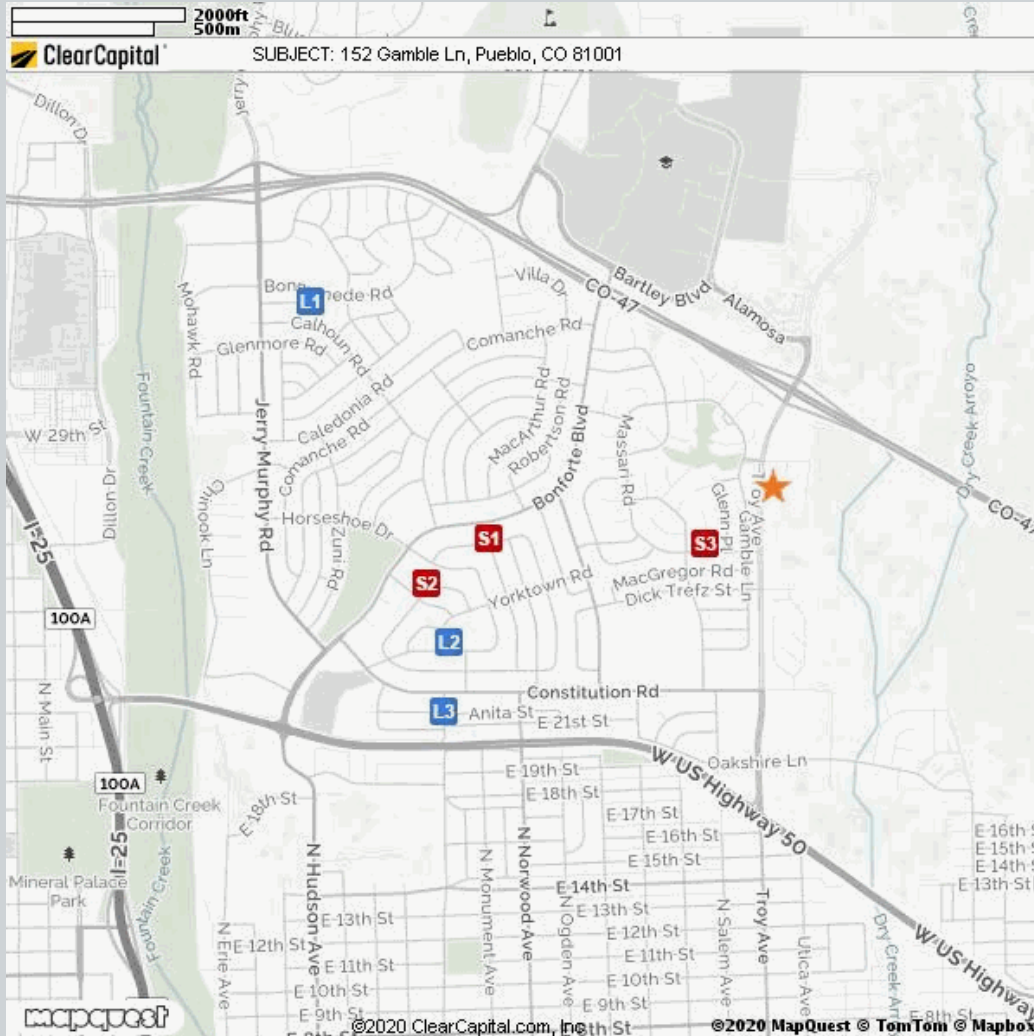 2000ft
500m
ClearCapital
SUBJECT: 152 Gamble Ln, Pueblo, CO 81001
Dillon Dr
Villa Dr
CO-47
Bartley Blvd
Alamosa
L1
Mohawk Rd
Calhoun Rd
Glenmore Rd
Comanche Rd
Fountain Creek
Jerry Murphy Rd
Caledonia Rd
Comanche Rd
MacArthur Rd
Robertson Rd
Bonforte Blvd
Massari Rd
Dry Creek Arroyo
W 29th St
Dillon Dr
Chinook Ln
Horseshoe Dr
Zuni Rd
S1
S2
S3
Glenn Pl
Gamble Ln
CO-47
I-25
Yorktown Rd
MacGregor Rd
Dick Trefz St
100A
L2
N Main St
L3
Constitution Rd
Anita St
E 21st St
Oakshire Ln
W US Highway 50
100A
E 19th St
E 18th St
E 18th St
E 17th St
E 16th St
E 15th St
Fountain Creek
Corridor
I-25
Mineral Palace
Park
Fountain Creek
N Hudson Ave
N Monument Ave
N Norwood Ave
E 14th St
E 13th St
E 13th St
E 12th St
E 12th St
E 11th St
E 11th St
E 10th St
E 10th St
E 9th St
E 9th St
N Erie Ave
N Ogden Ave
N Salem Ave
Troy Ave
Utica Ave
E 16th St
E 15th St
E 14th St
E 13th St
W US Highway
E 8th St
mapquest
©2020 ClearCapital.com, Inc
©2020 MapQuest © TomTom © Mapbo